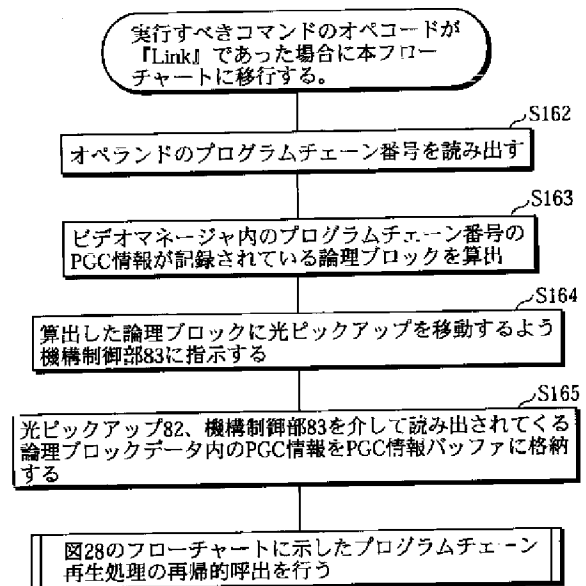 実行すべきコマンドのオペコードが
『Link』であった場合に本フロー
チャートに移行する。
S162
オペランドのプログラムチェーン番号を読み出す
S163
ビデオマネージャ内のプログラムチェーン番号の
PGC情報が記録されている論理ブロックを算出
S164
算出した論理ブロックに光ピックアップを移動するよう
機構制御部83に指示する
S165
光ピックアップ82、機構制御部83を介して読み出されてくる
論理ブロックデータ内のPGC情報をPGC情報バッファに格納
する
図28のフローチャートに示したプログラムチェーン
再生処理の再帰的呼出を行う